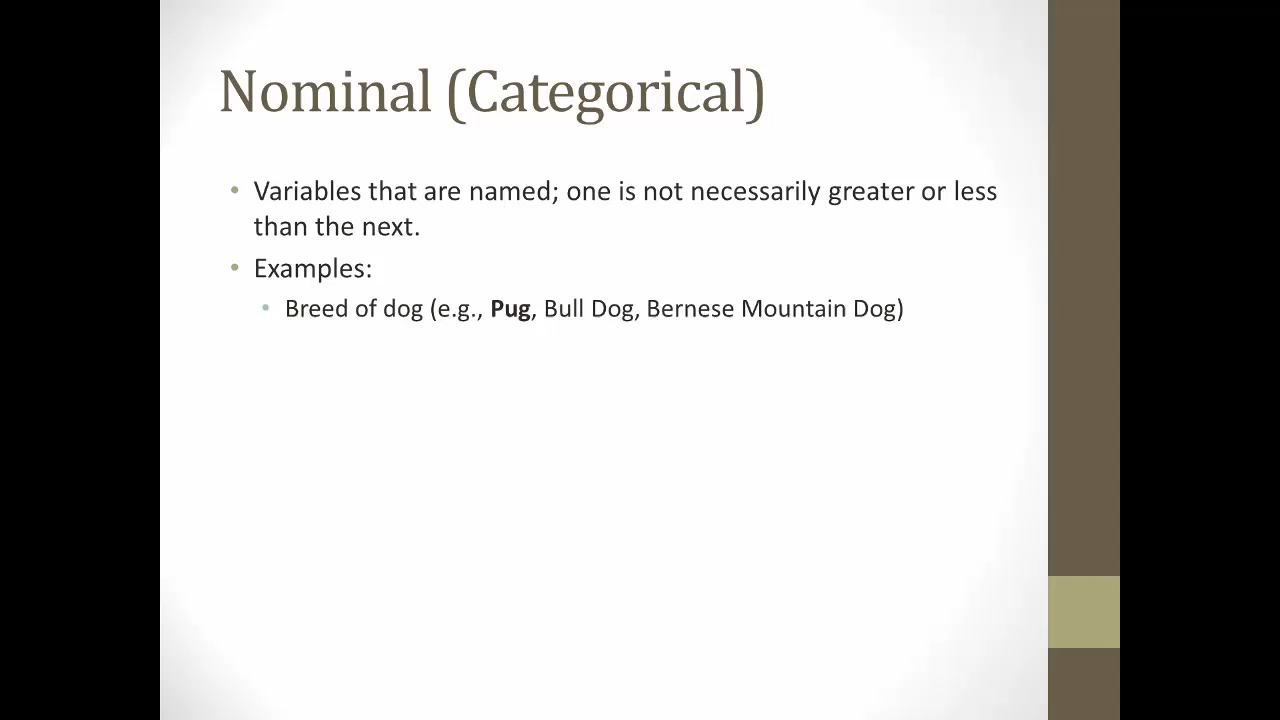 Nominal (Categorical)
• Variables that are named; one is not necessarily greater or less
than the next.
• Examples:
• Breed of dog (e.g., Pug, Bull Dog, Bernese Mountain Dog)